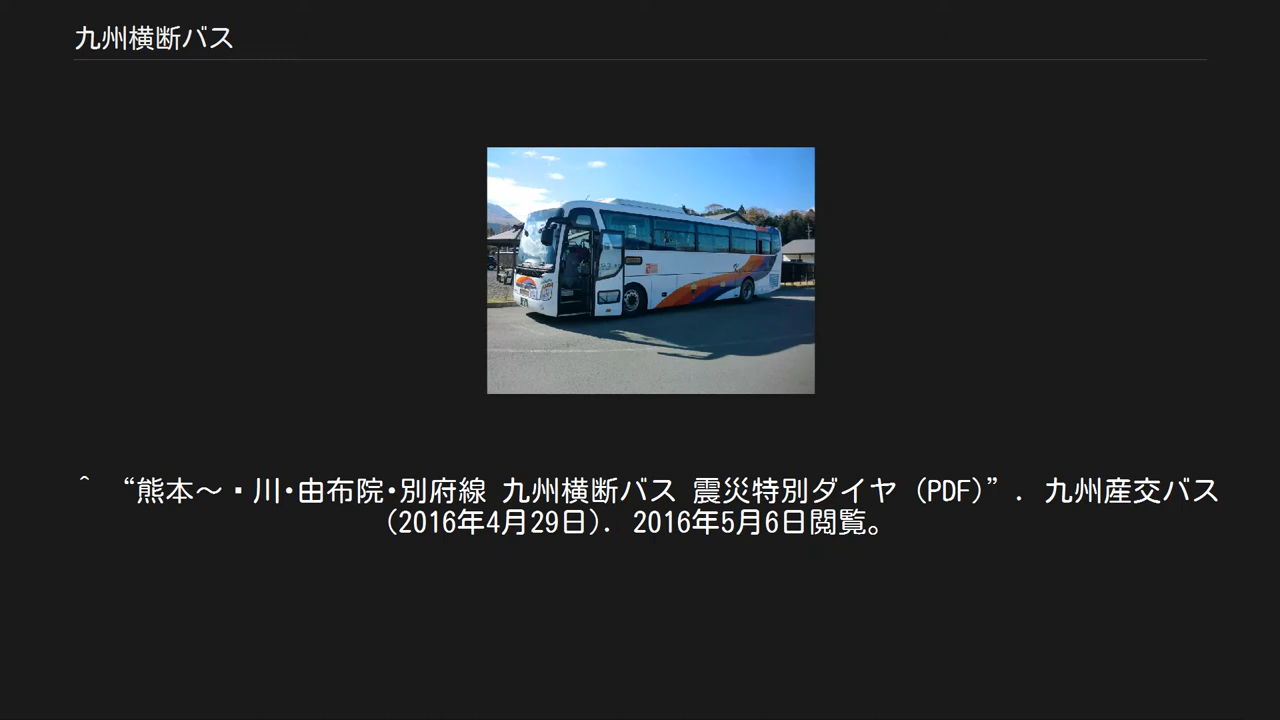 九州横断バス
^ “熊本～・川・由布院・別府線 九州横断バス 震災特別ダイヤ (PDF)”. 九州産交バス
(2016年4月29日). 2016年5月6日閲覧。